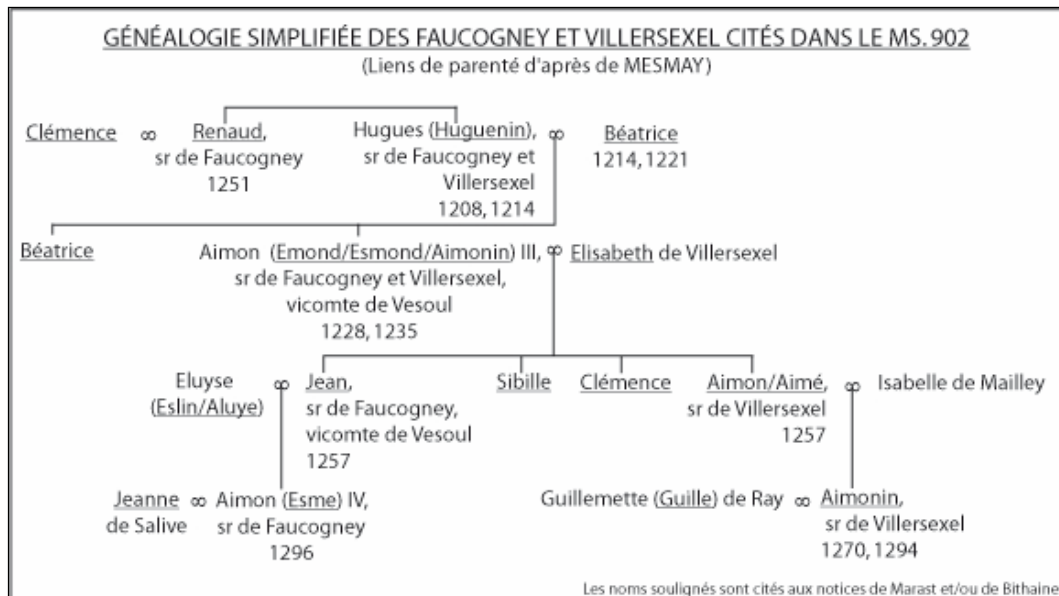 GÉNÉALOGIE SIMPLIFIÉE DES FAUCOGNEY ET VILLERSEXEL CITÉS DANS LE MS. 902
(Liens de parenté d'après de MESMAY)
Clémence ∞ Renaud,
sr de Faucogney
1251
Hugues (Huguenin),
sr de Faucogney et
Villersexel
1208, 1214
∞ Béatrice
1214, 1221
Béatrice
Aimon (Emond/Esmond/Aimonin) III,
sr de Faucogney et Villersexel,
vicomte de Vesoul
1228, 1235
∞ Elisabeth de Villersexel
Eluyse
(Eslin/Aluye)
∞ Jean,
sr de Faucogney,
vicomte de Vesoul
1257
Sibille
Clémence
Aimon/Aimé,
sr de Villersexel
1257
∞ Isabelle de Mailley
Jeanne
de Salive
∞ Aimon (Esme) IV,
sr de Faucogney
1296
Guillemette (Guille) de Ray ∞ Aimonin,
sr de Villersexel
1270, 1294
Les noms soulignés sont cités aux notices de Marast et/ou de Bithaine